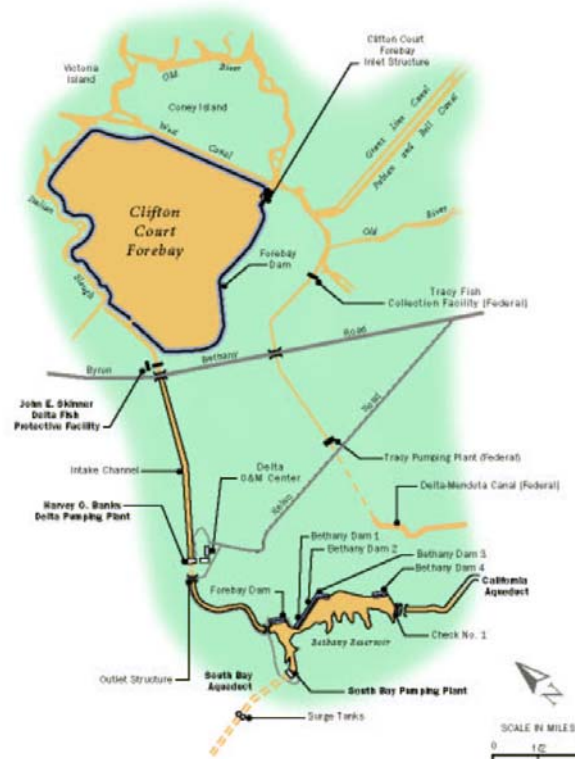 Clifton Court
Forebay
Inlet Structure
Victoria
Island
Old River
Coney Island
West Canal
Grant Line Canal
Fabian and Bell Canal
Italian
Slough
Clifton
Court
Forebay
Old River
Forebay
Dam
Tracy Fish
Collection Facility (Federal)
Byron Bethany Road
John E. Skinner
Delta Fish
Protective Facility
Kelso Road
Intake Channel
Delta
O&M Center
Tracy Pumping Plant (Federal)
Harvey O. Banks
Delta Pumping Plant
Delta-Mendota Canal (Federal)
Bethany Dam 1
Bethany Dam 2
Bethany Dam 3
Bethany Dam 4
Forebay Dam
California
Aqueduct
Bethany Reservoir
Check No. 1
Outlet Structure
South Bay
Aqueduct
South Bay Pumping Plant
Surge Tanks
N
SCALE IN MILES
0 1/2